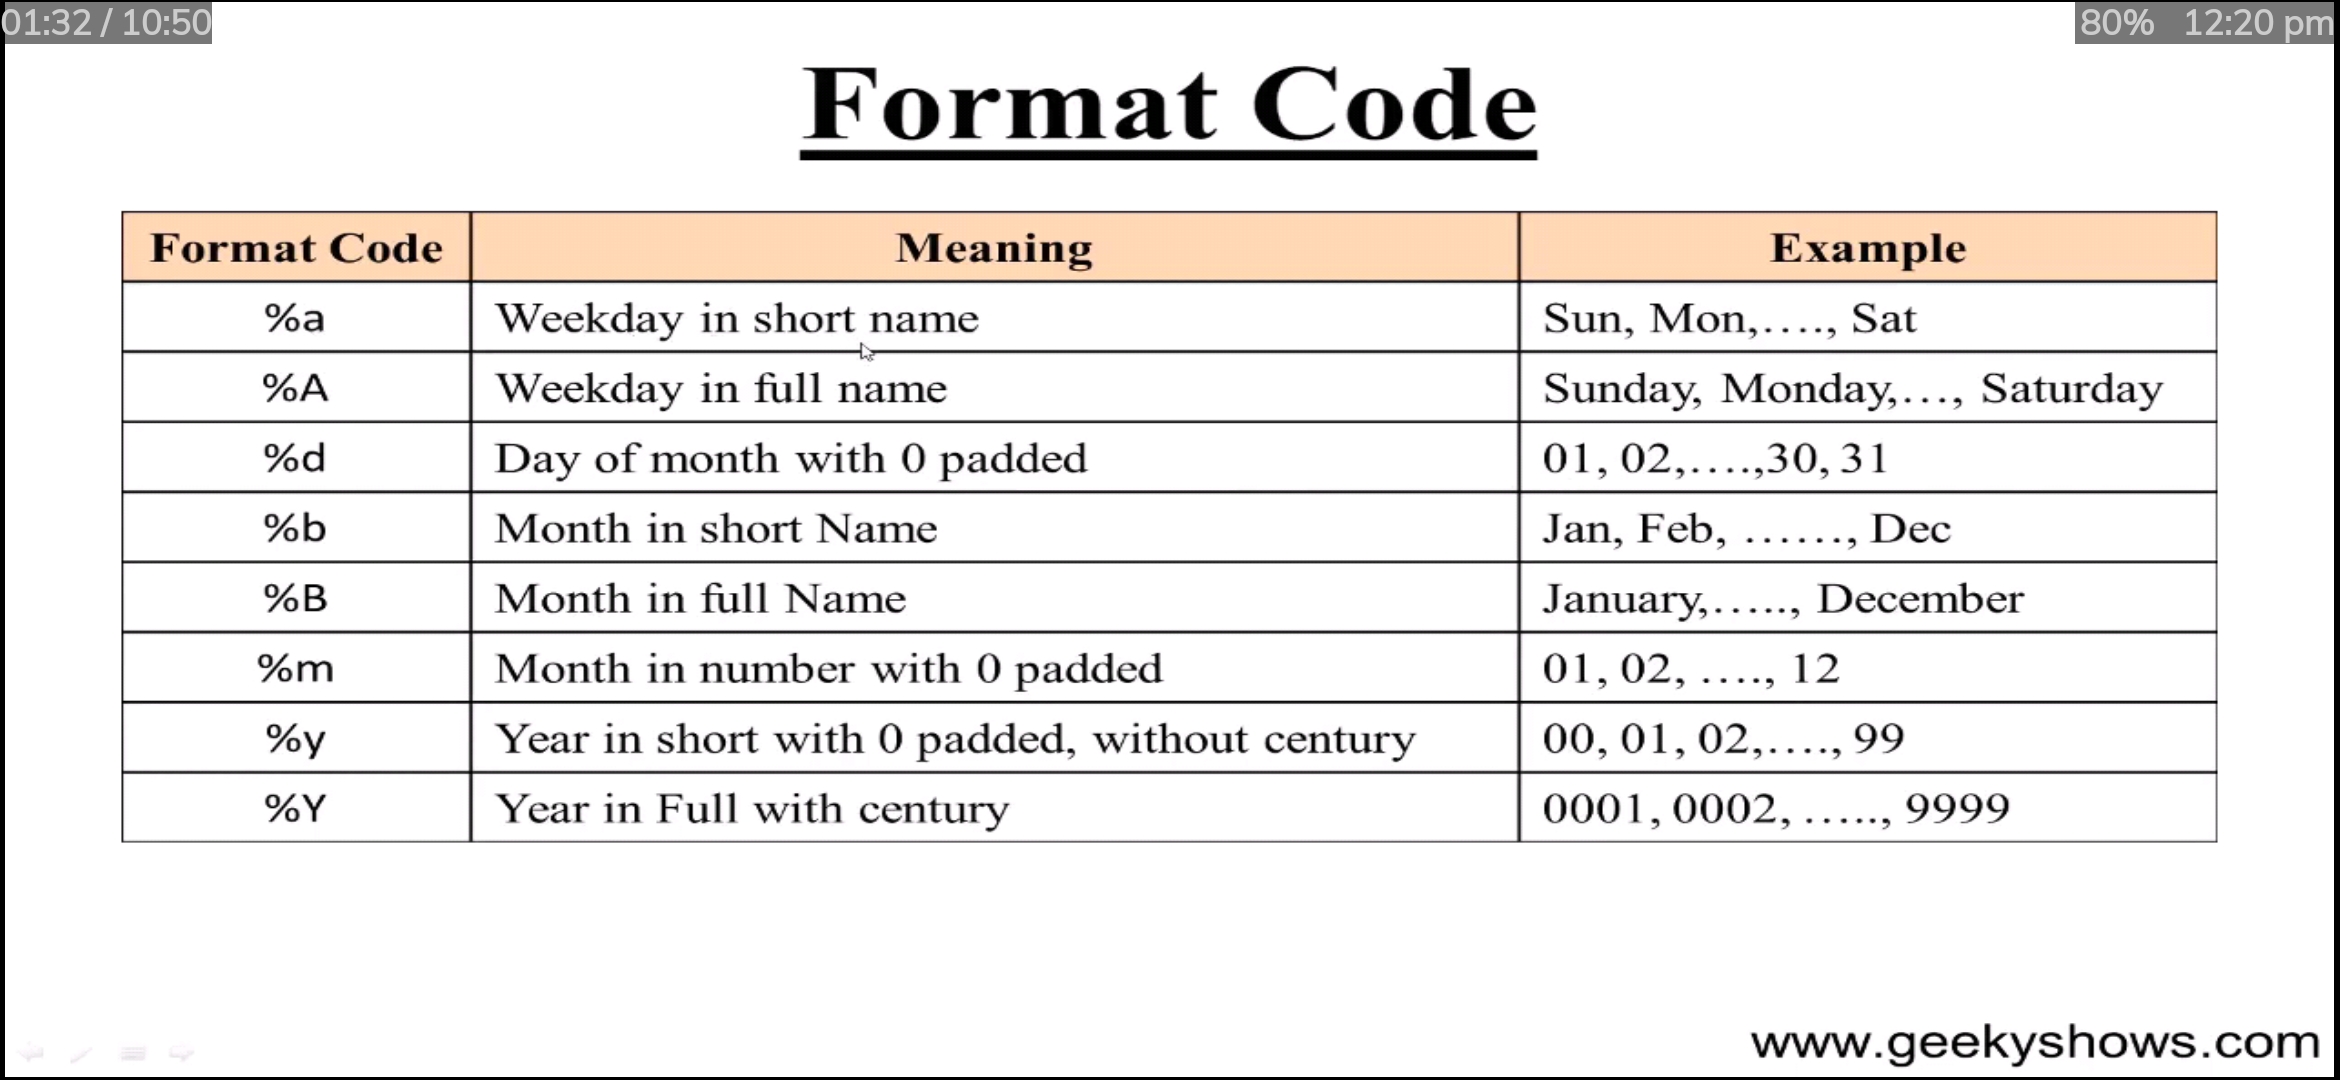 01:32 / 10:50
80% 12:20 pm
Format Code
Format Code Meaning Example
%a Weekday in short name Sun, Mon,…., Sat
%A Weekday in full name Sunday, Monday,…, Saturday
%d Day of month with 0 padded 01, 02,….,30, 31
%b Month in short Name Jan, Feb, ……, Dec
%B Month in full Name January,….., December
%m Month in number with 0 padded 01, 02, …., 12
%y Year in short with 0 padded, without century 00, 01, 02,…., 99
%Y Year in Full with century 0001, 0002, ….., 9999
www.geekyshows.com